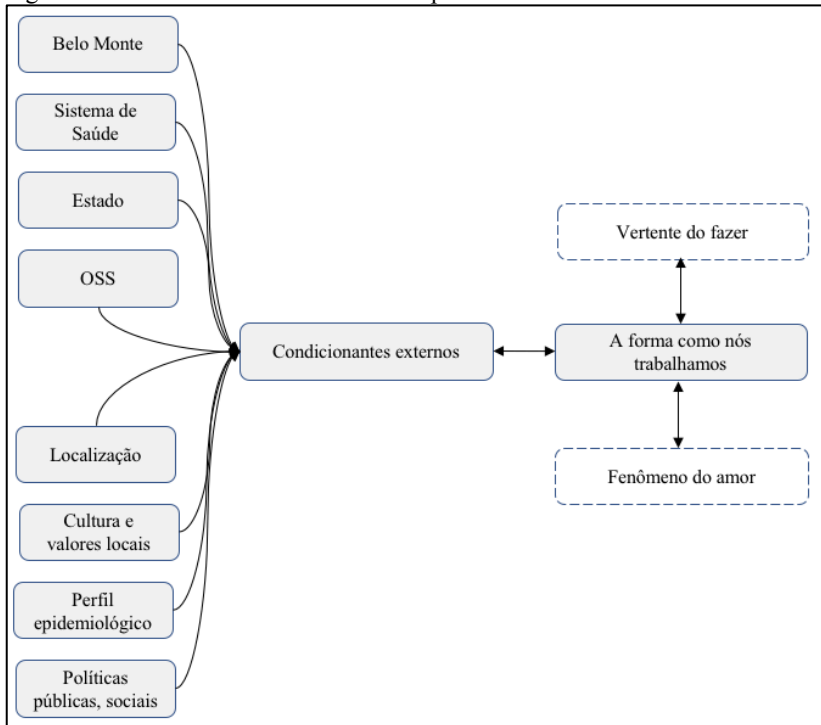 Belo Monte
Sistema de
Saúde
Estado
OSS
Localização
Cultura e
valores locais
Perfil
epidemiológico
Políticas
públicas, sociais
Condicionantes externos
Vertente do fazer
A forma como nós
trabalhamos
Fenômeno do amor